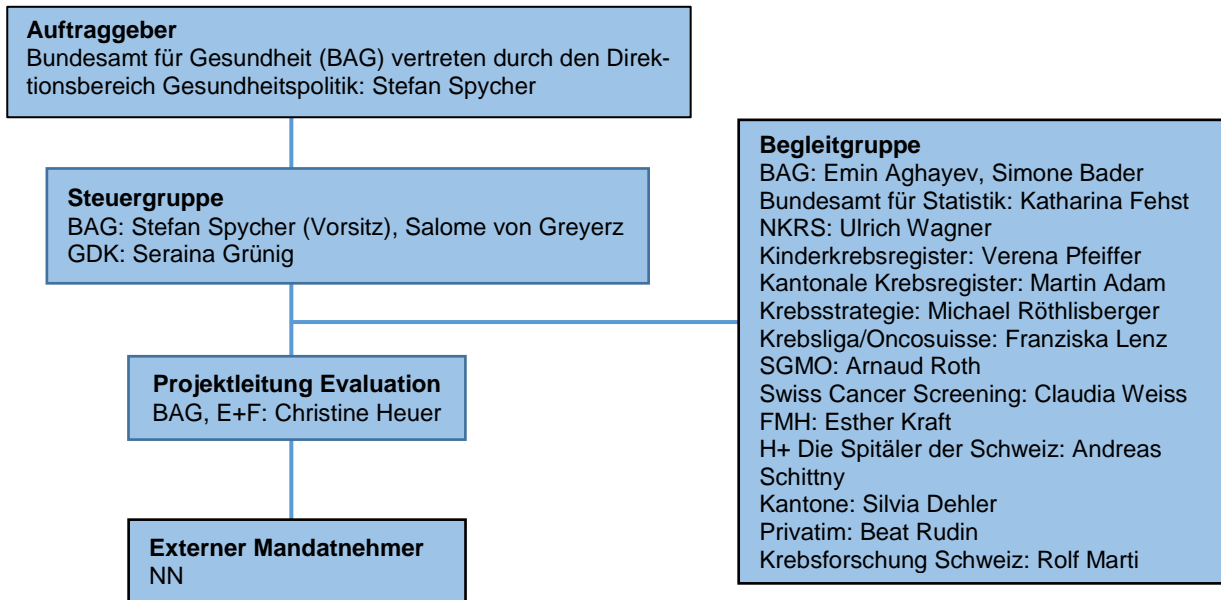 Auftraggeber
Bundesamt für Gesundheit (BAG) vertreten durch den Direk-
tionsbereich Gesundheitspolitik: Stefan Spycher
Steuergruppe
BAG: Stefan Spycher (Vorsitz), Salome von Greyerz
GDK: Seraina Grünig
Begleitgruppe
BAG: Emin Aghayev, Simone Bader
Bundesamt für Statistik: Katharina Fehst
NKRS: Ulrich Wagner
Kinderkrebsregister: Verena Pfeiffer
Kantonale Krebsregister: Martin Adam
Krebsstrategie: Michael Röthlisberger
Krebsliga/Oncosuisse: Franziska Lenz
SGMO: Arnaud Roth
Swiss Cancer Screening: Claudia Weiss
FMH: Esther Kraft
H+ Die Spitäler der Schweiz: Andreas
Schittny
Kantone: Silvia Dehler
Privatim: Beat Rudin
Krebsforschung Schweiz: Rolf Marti
Projektleitung Evaluation
BAG, E+F: Christine Heuer
Externer Mandatnehmer
NN